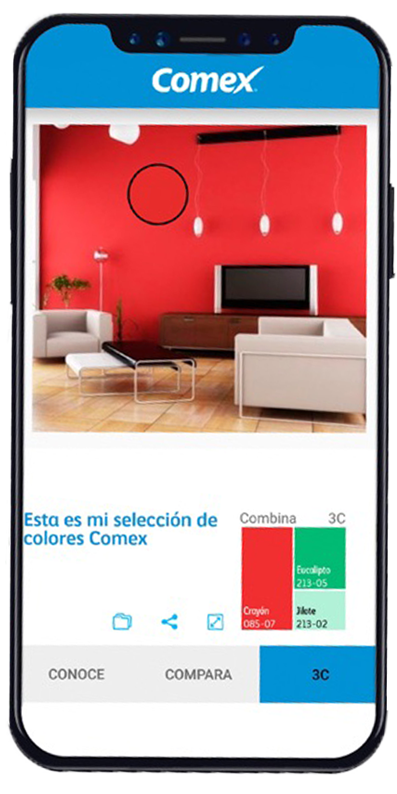 Comex
Esta es mi selección de
colores Comex
Combina 3C
Eucalipto
213-05
Crayón
085-07
Jilote
213-02
CONOCE COMPARA 3C